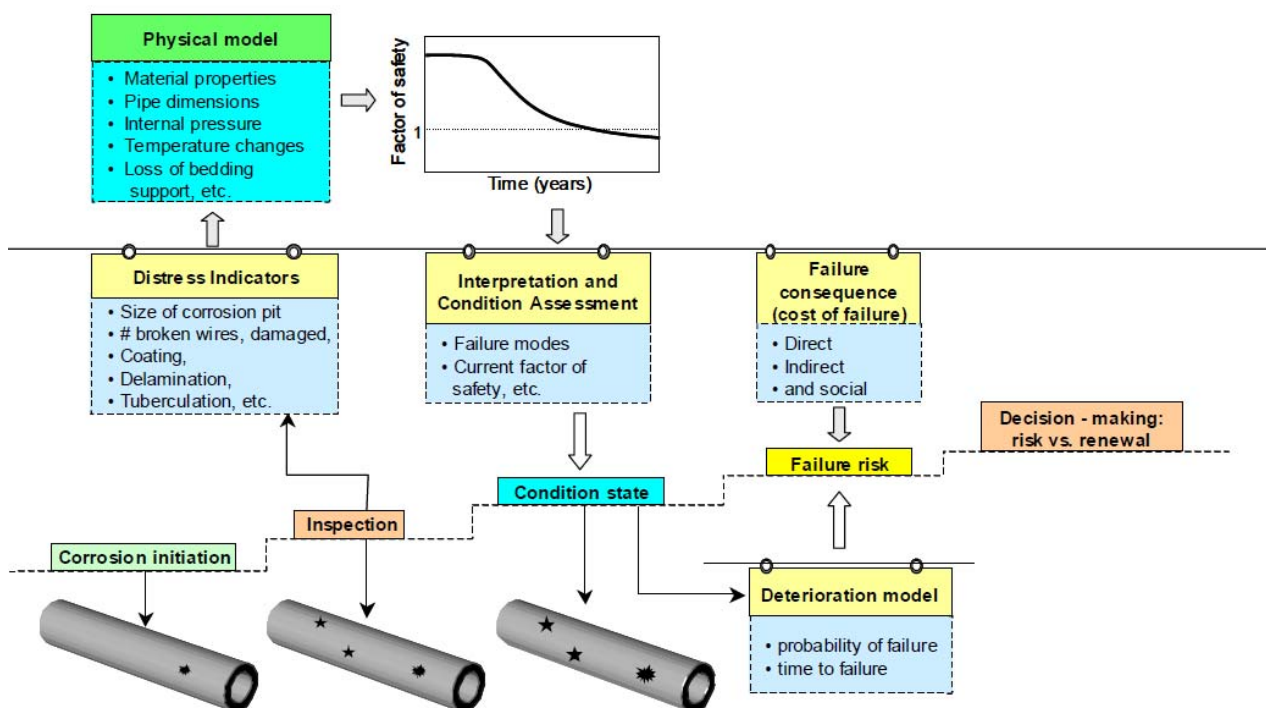 Physical model
• Material properties
• Pipe dimensions
• Internal pressure
• Temperature changes
• Loss of bedding
support, etc.
Factor of safety
1
Time (years)
Distress Indicators
• Size of corrosion pit
• # broken wires, damaged,
• Coating,
• Delamination,
• Tuberculation, etc.
Interpretation and
Condition Assessment
• Failure modes
• Current factor of
safety, etc.
Failure
consequence
(cost of failure)
• Direct
• Indirect
• and social
Decision - making:
risk vs. renewal
Failure risk
Condition state
Inspection
Corrosion initiation
Deterioration model
• probability of failure
• time to failure